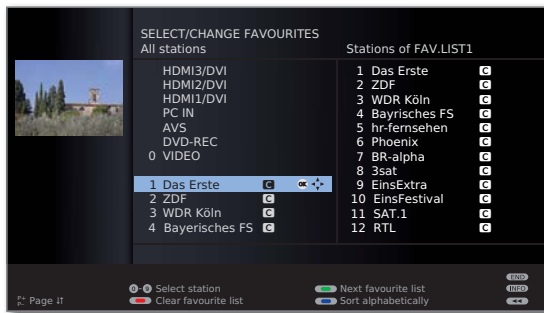 SELECT/CHANGE FAVOURITES
All stations
HDMI3/DVI
HDMI2/DVI
HDMI1/DVI
PC IN
AVS
DVD-REC
0 VIDEO
1 Das Erste C OK
2 ZDF C
3 WDR Köln C
4 Bayerisches FS C
Stations of FAV.LIST1
1 Das Erste C
2 ZDF C
3 WDR Köln C
4 Bayrisches FS C
5 hr-fernsehen C
6 Phoenix C
7 BR-alpha C
8 3sat C
9 EinsExtra C
10 EinsFestival C
11 SAT.1 C
12 RTL C
P+
P- Page
0-9 Select station
Clear favourite list
Next favourite list
Sort alphabetically
END
INFO